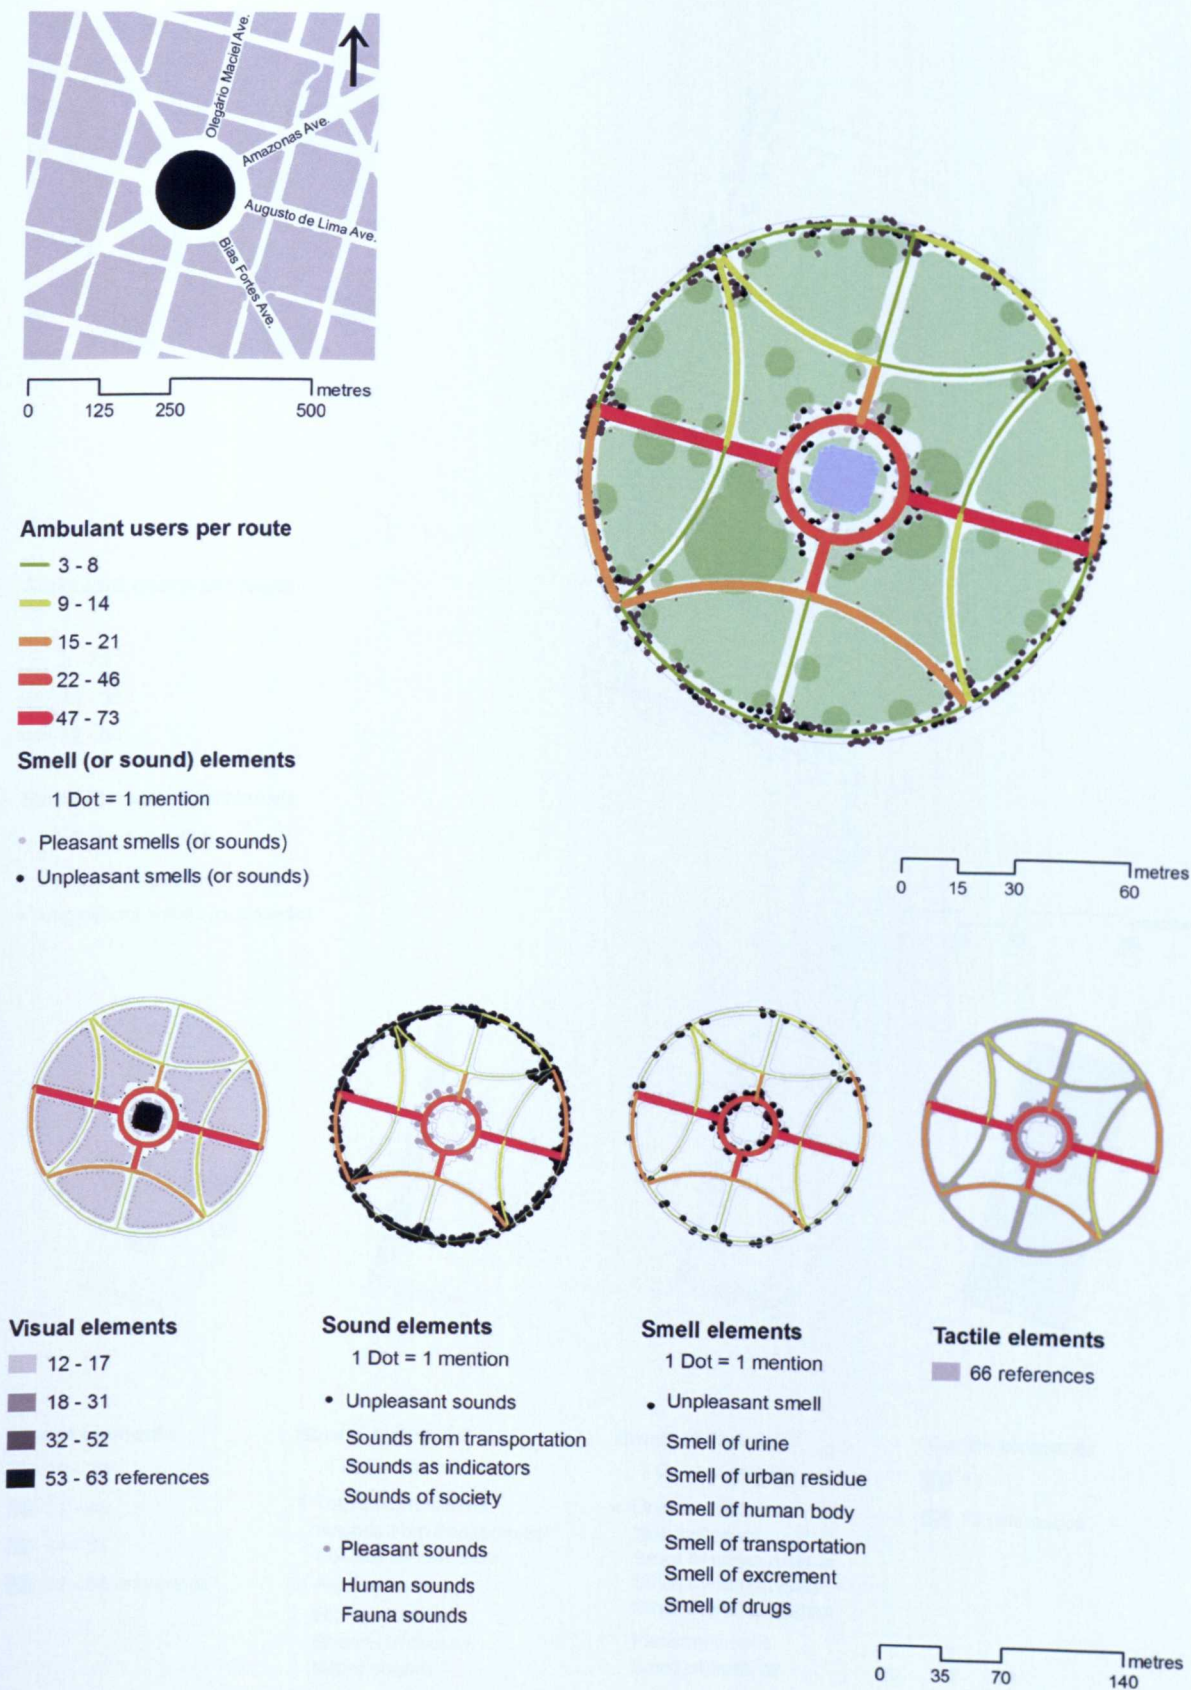 Olegário Maciel Ave.
Amazonas Ave.
Augusto de Lima Ave.
Bias Fortes Ave.
metres
0 125 250 500
Ambulant users per route
3 - 8
9 - 14
15 - 21
22 - 46
47 - 73
Smell (or sound) elements
1 Dot = 1 mention
Pleasant smells (or sounds)
Unpleasant smells (or sounds)
metres
0 15 30 60
Visual elements
12 - 17
18 - 31
32 - 52
53 - 63 references
Sound elements
1 Dot = 1 mention
Unpleasant sounds
Sounds from transportation
Sounds as indicators
Sounds of society
Pleasant sounds
Human sounds
Fauna sounds
Smell elements
1 Dot = 1 mention
Unpleasant smell
Smell of urine
Smell of urban residue
Smell of human body
Smell of transportation
Smell of excrement
Smell of drugs
Tactile elements
66 references
metres
0 35 70 140